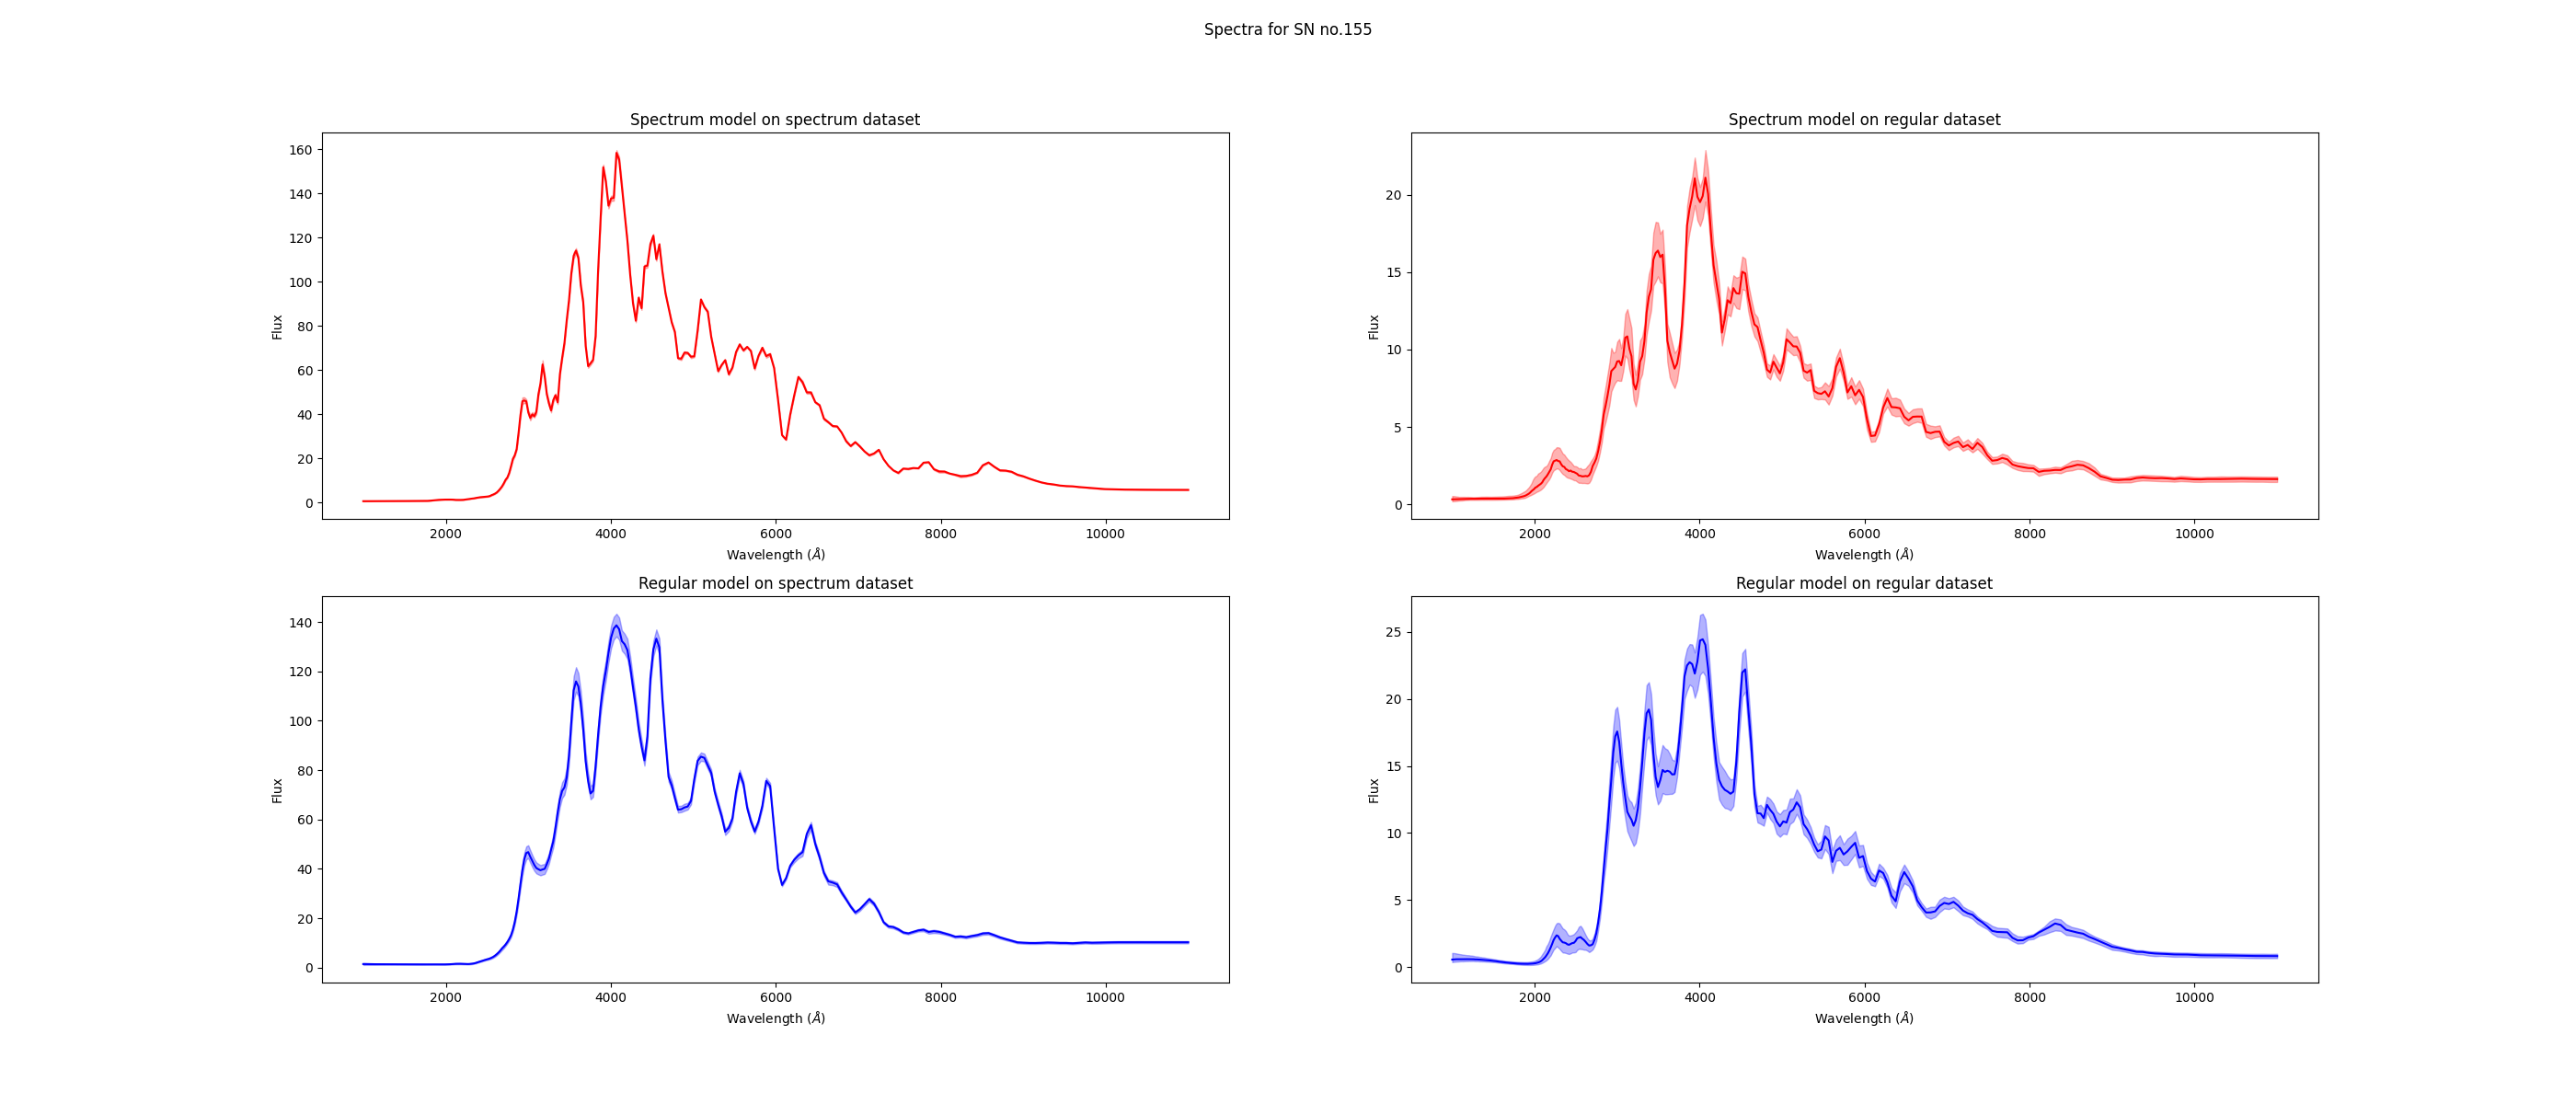 Spectra for SN no.155
Spectrum model on spectrum dataset
160
140
120
100
80
60
40
20
0
Flux
2000 4000 6000 8000 10000
Wavelength (Å)
Spectrum model on regular dataset
20
15
10
5
0
Flux
2000 4000 6000 8000 10000
Wavelength (Å)
Regular model on spectrum dataset
140
120
100
80
60
40
20
0
Flux
2000 4000 6000 8000 10000
Wavelength (Å)
Regular model on regular dataset
25
20
15
10
5
0
Flux
2000 4000 6000 8000 10000
Wavelength (Å)